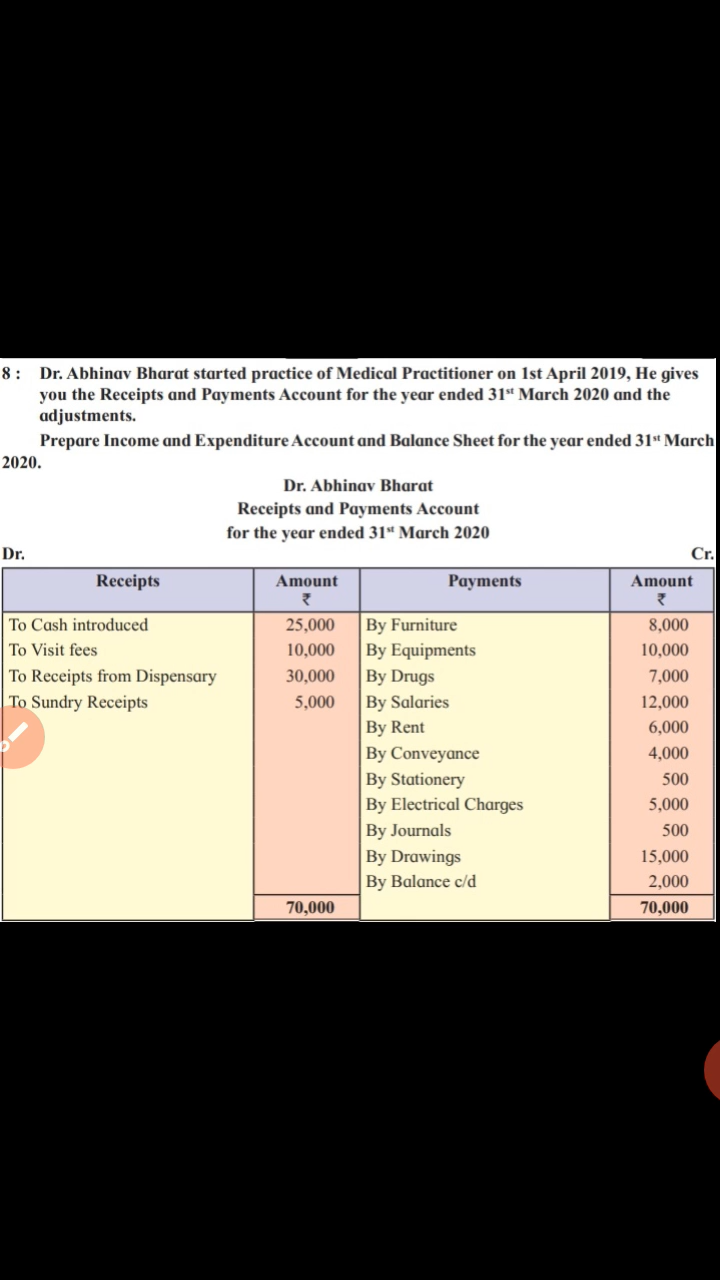 8 : Dr. Abhinav Bharat started practice of Medical Practitioner on 1st April 2019, He gives
you the Receipts and Payments Account for the year ended 31st March 2020 and the
adjustments.
Prepare Income and Expenditure Account and Balance Sheet for the year ended 31st March
2020.
Dr. Abhinav Bharat
Receipts and Payments Account
for the year ended 31st March 2020
Dr. Cr.
Receipts Amount ₹ Payments Amount ₹
To Cash introduced 25,000 By Furniture 8,000
To Visit fees 10,000 By Equipments 10,000
To Receipts from Dispensary 30,000 By Drugs 7,000
To Sundry Receipts 5,000 By Salaries 12,000
By Rent 6,000
By Conveyance 4,000
By Stationery 500
By Electrical Charges 5,000
By Journals 500
By Drawings 15,000
By Balance c/d 2,000
70,000 70,000